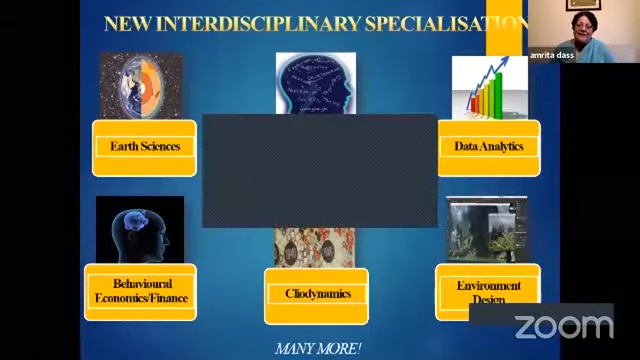 NEW INTERDISCIPLINARY SPECIALISATION
amrita dass
Earth Sciences
Data Analytics
Behavioural
Economics/Finance
Cliodynamics
Environment
Design
zoom
MANY MORE!